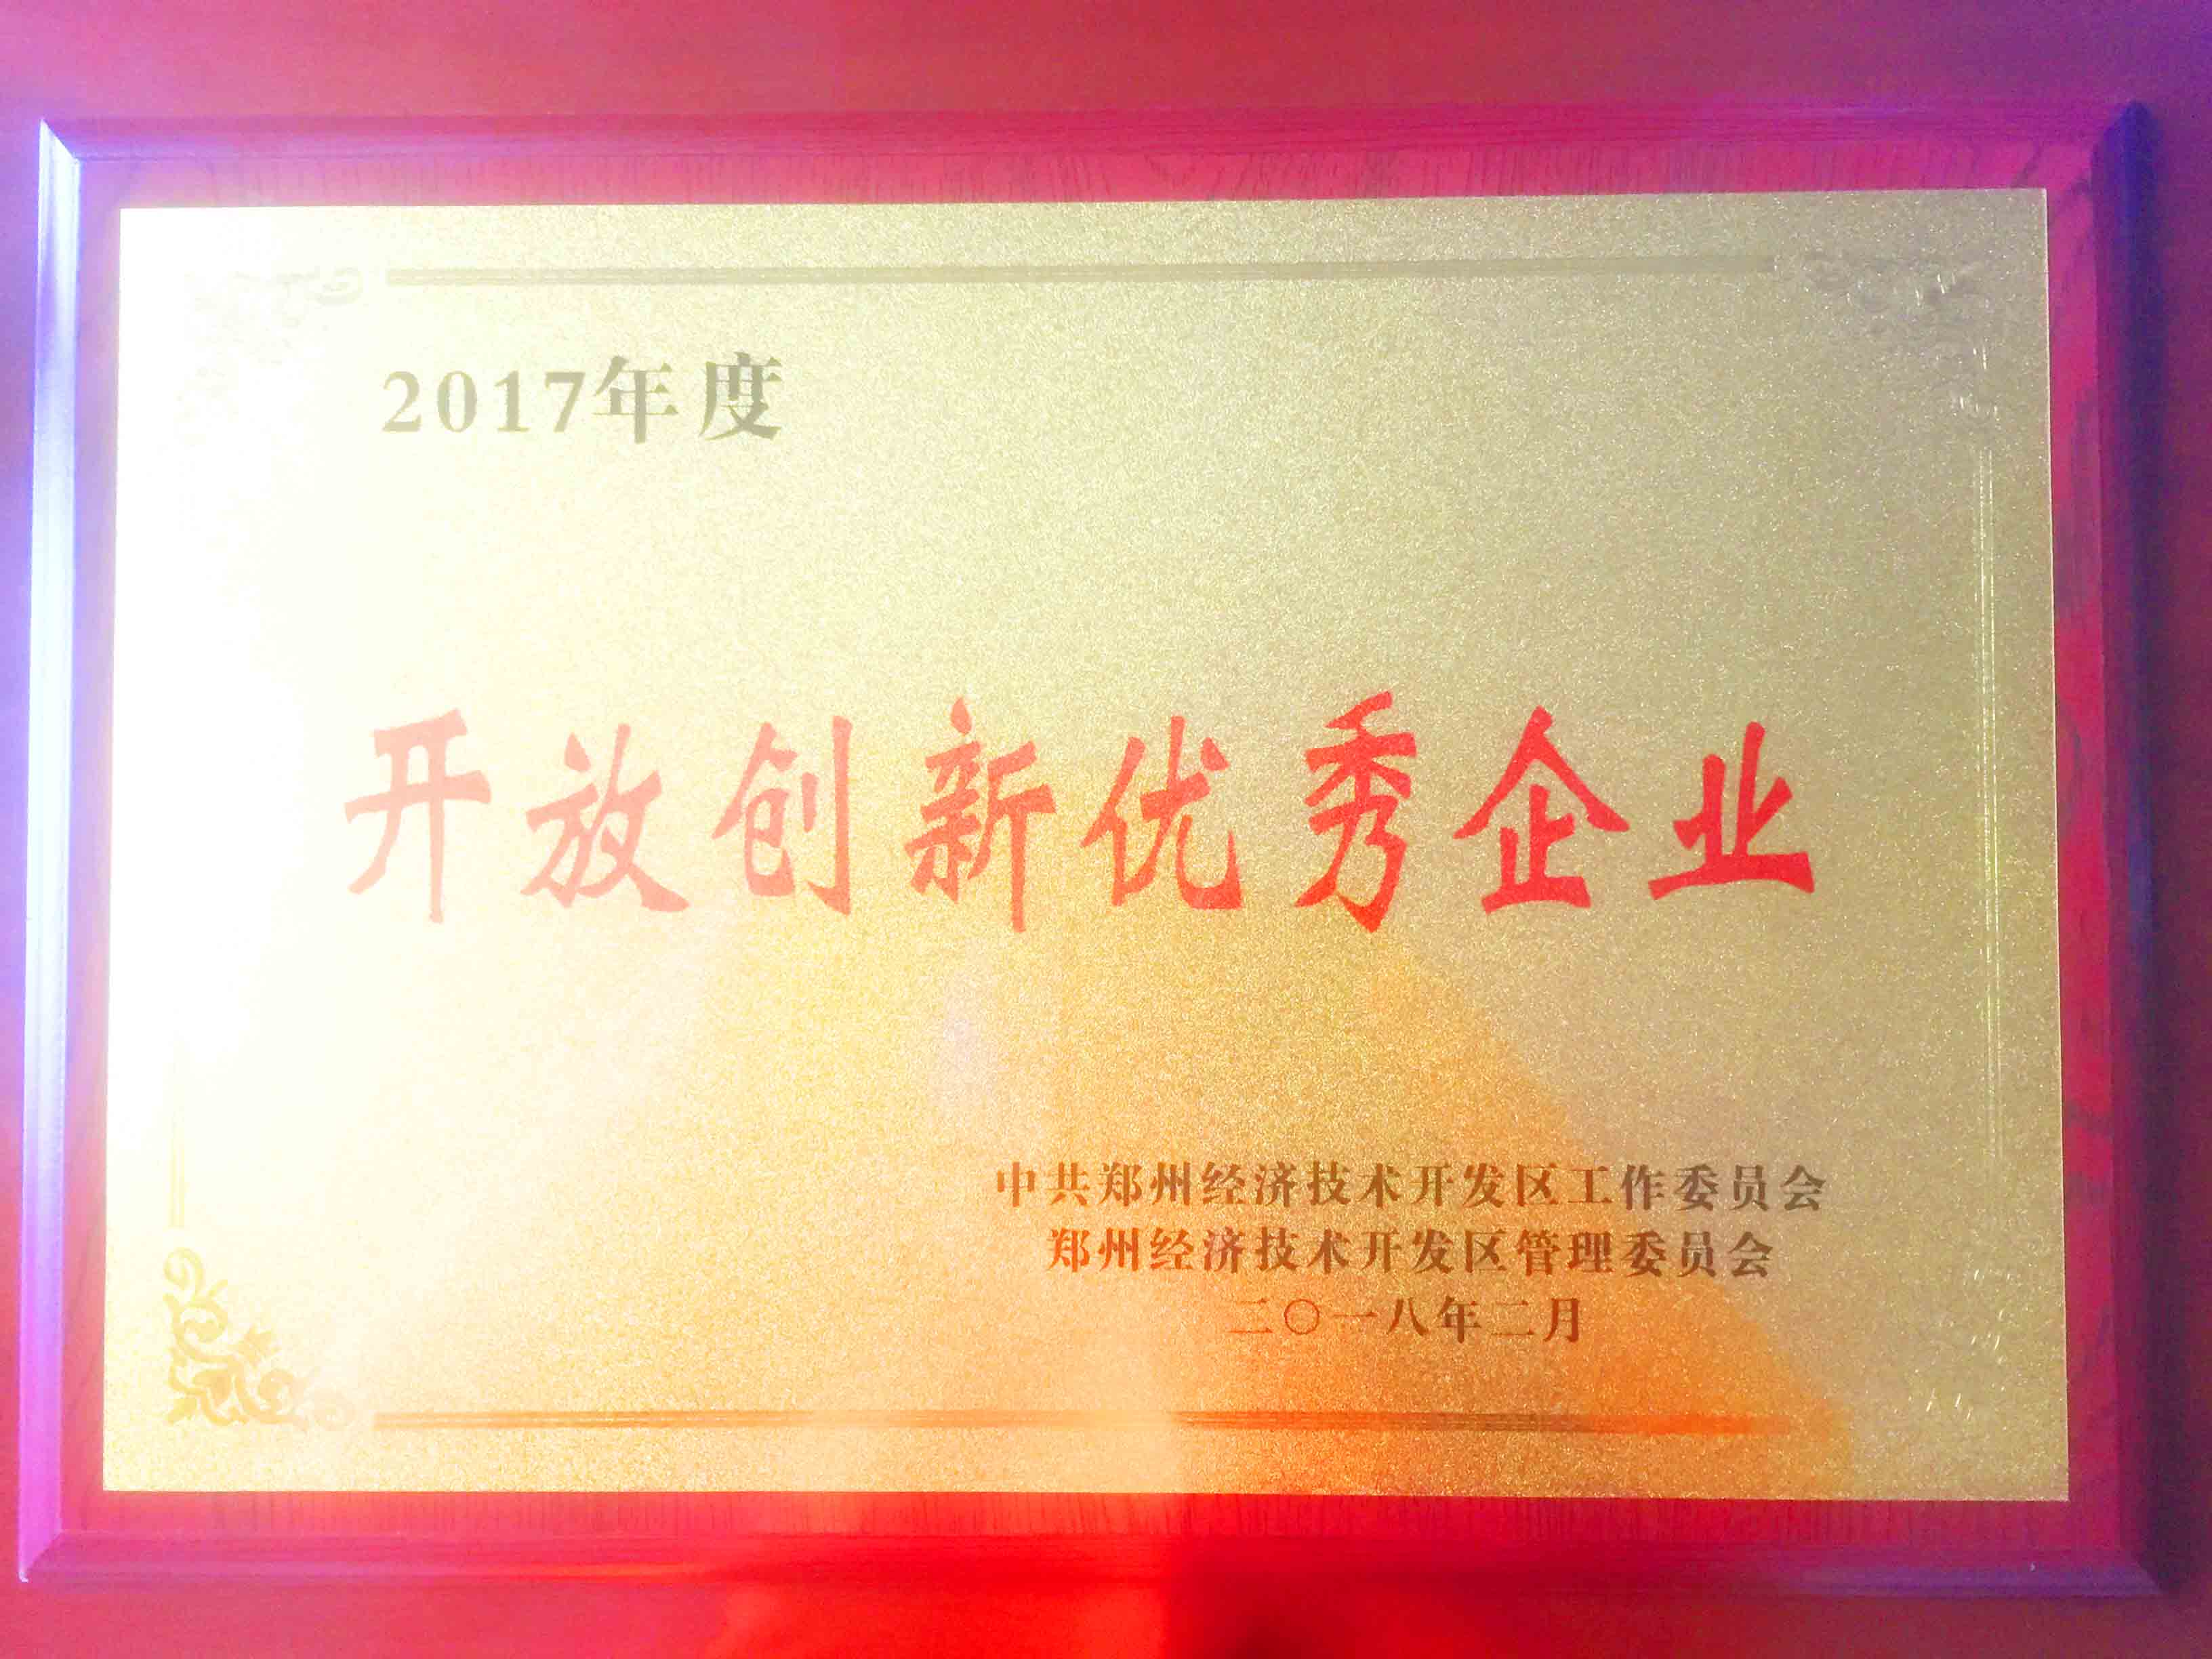 2017年度
开放创新优秀企业
中共郑州经济技术开发区工作委员会
郑州经济技术开发区管理委员会
二〇一八年二月